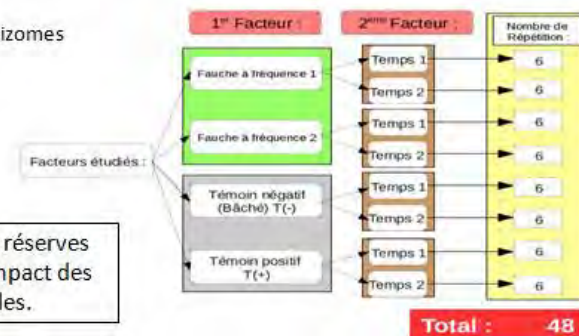 izomes
1er Facteur :
2ème Facteur :
Nombre de
Répétition :
Facteurs étudiés :
Fauche à fréquence 1
Temps 1
6
Temps 2
6
Fauche à fréquence 2
Temps 1
6
Temps 2
6
Témoin négatif
(Bâché) T(-)
Temps 1
6
Temps 2
6
Témoin positif
T(+)
Temps 1
6
Temps 2
6
réserves
npact des
les.
Total : 48